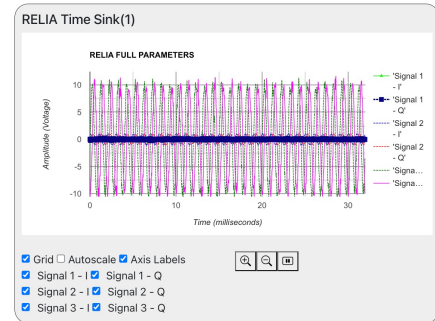 RELIA Time Sink(1)
RELIA FULL PARAMETERS
Amplitude (Voltage)
10
5
0
-5
-10
0
10
20
30
Time (milliseconds)
'Signal 1
- I'
'Signal 1
- Q'
'Signal 2
- I'
'Signal 2
- Q'
'Signa...
'Signa...
Grid Autoscale Axis Labels
Signal 1 - I Signal 1 - Q
Signal 2 - I Signal 2 - Q
Signal 3 - I Signal 3 - Q